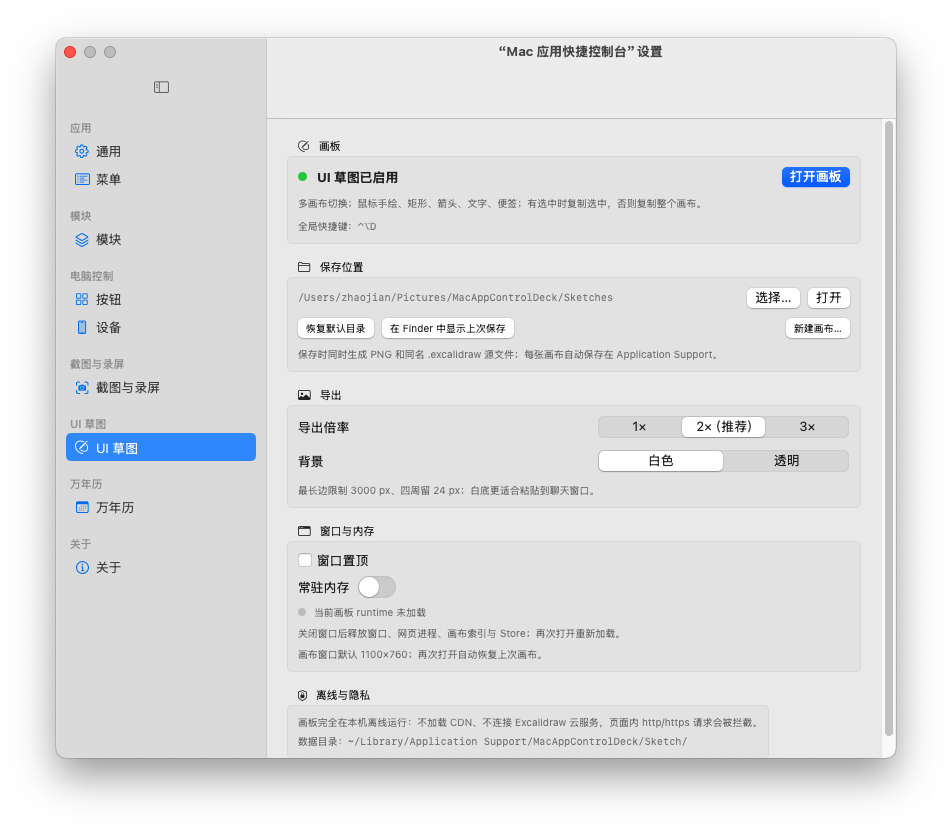 “Mac 应用快捷控制台”设置
应用
通用
菜单
模块
模块
电脑控制
按钮
设备
截图与录屏
截图与录屏
UI 草图
UI 草图
万年历
万年历
关于
关于
画板
UI 草图已启用
打开画板
多画布切换；鼠标手绘、矩形、箭头、文字、便签；有选中时复制选中，否则复制整个画布。
全局快捷键：^⌥D
保存位置
/Users/zhaojian/Pictures/MacAppControlDeck/Sketches
选择... 打开
恢复默认目录 在 Finder 中显示上次保存 新建画布...
保存时同时生成 PNG 和同名 .excalidraw 源文件；每张画布自动保存在 Application Support。
导出
导出倍率 1× 2× (推荐) 3×
背景 白色 透明
最长边限制 3000 px、四周留 24 px；白底更适合粘贴到聊天窗口。
窗口与内存
窗口置顶
常驻内存
当前画板 runtime 未加载
关闭窗口后释放窗口、网页进程、画布索引与 Store；再次打开重新加载。
画布窗口默认 1100×760；再次打开自动恢复上次画布。
离线与隐私
画板完全在本机离线运行：不加载 CDN、不连接 Excalidraw 云服务，页面内 http/https 请求会被拦截。
数据目录：~/Library/Application Support/MacAppControlDeck/Sketch/